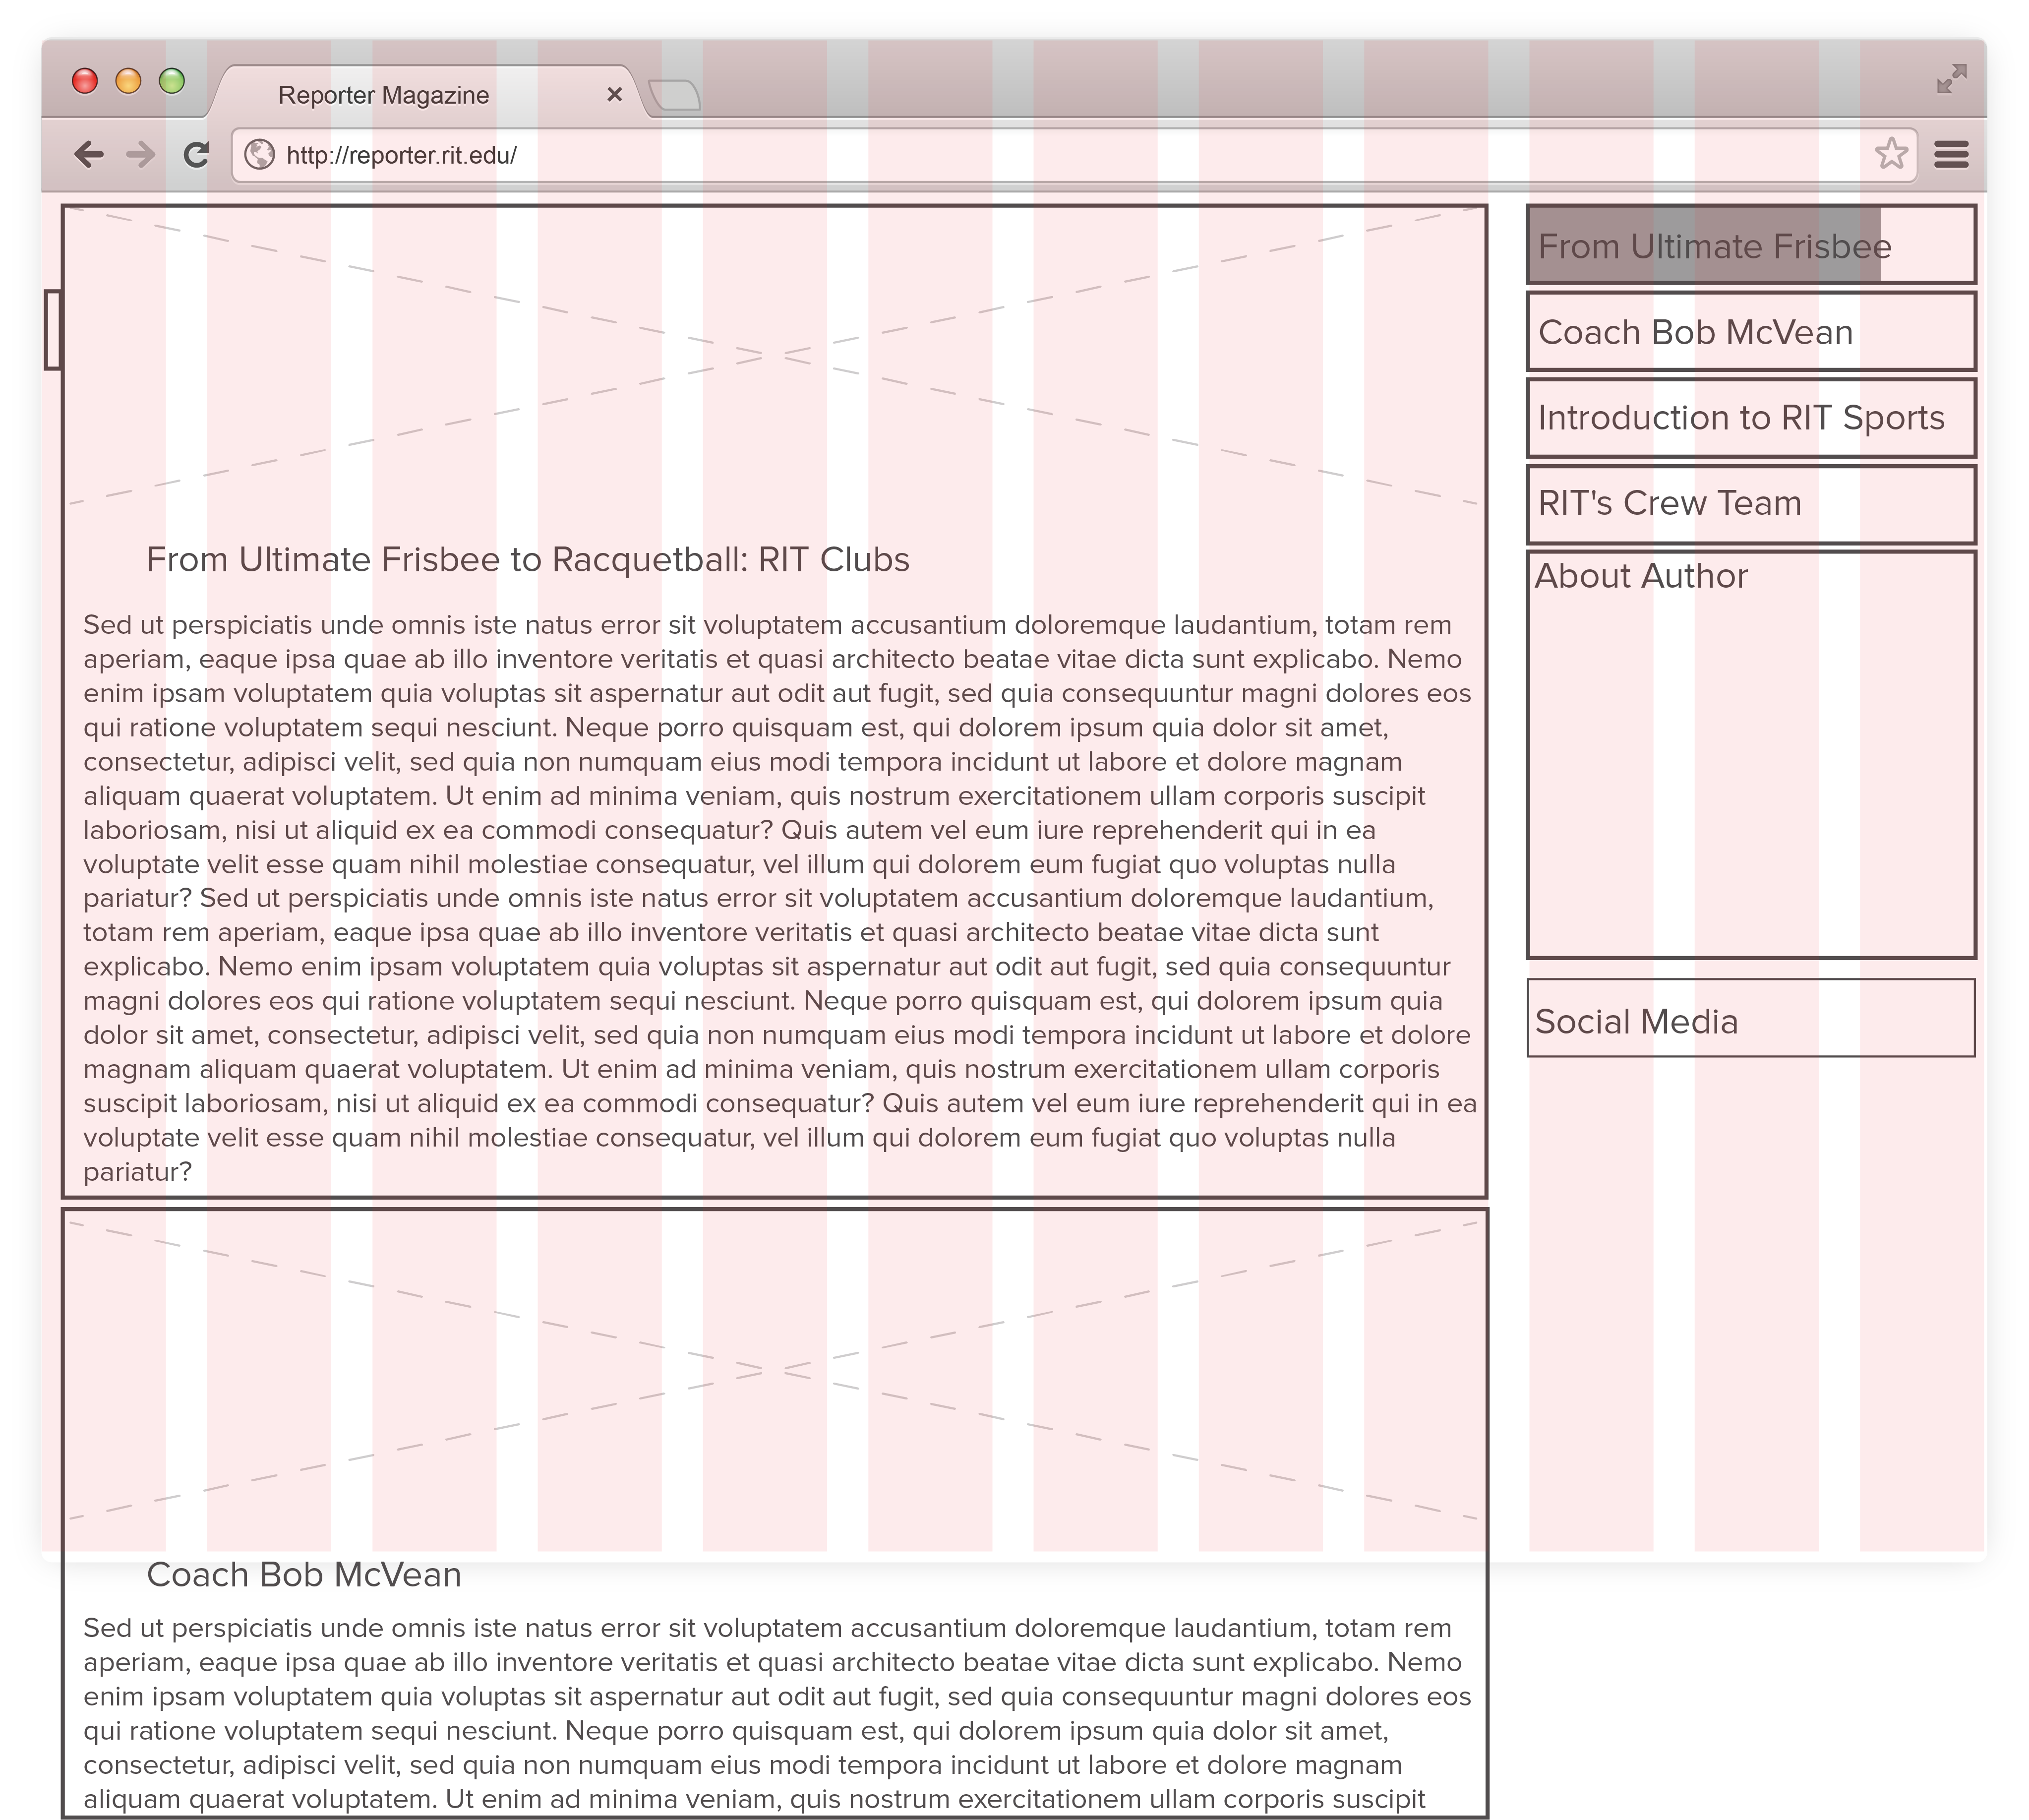 Reporter Magazine
http://reporter.rit.edu/
From Ultimate Frisbee to Racquetball: RIT Clubs
Sed ut perspiciatis unde omnis iste natus error sit voluptatem accusantium doloremque laudantium, totam rem
aperiam, eaque ipsa quae ab illo inventore veritatis et quasi architecto beatae vitae dicta sunt explicabo. Nemo
enim ipsam voluptatem quia voluptas sit aspernatur aut odit aut fugit, sed quia consequuntur magni dolores eos
qui ratione voluptatem sequi nesciunt. Neque porro quisquam est, qui dolorem ipsum quia dolor sit amet,
consectetur, adipisci velit, sed quia non numquam eius modi tempora incidunt ut labore et dolore magnam
aliquam quaerat voluptatem. Ut enim ad minima veniam, quis nostrum exercitationem ullam corporis suscipit
laboriosam, nisi ut aliquid ex ea commodi consequatur? Quis autem vel eum iure reprehenderit qui in ea
voluptate velit esse quam nihil molestiae consequatur, vel illum qui dolorem eum fugiat quo voluptas nulla
pariatur? Sed ut perspiciatis unde omnis iste natus error sit voluptatem accusantium doloremque laudantium,
totam rem aperiam, eaque ipsa quae ab illo inventore veritatis et quasi architecto beatae vitae dicta sunt
explicabo. Nemo enim ipsam voluptatem quia voluptas sit aspernatur aut odit aut fugit, sed quia consequuntur
magni dolores eos qui ratione voluptatem sequi nesciunt. Neque porro quisquam est, qui dolorem ipsum quia
dolor sit amet, consectetur, adipisci velit, sed quia non numquam eius modi tempora incidunt ut labore et dolore
magnam aliquam quaerat voluptatem. Ut enim ad minima veniam, quis nostrum exercitationem ullam corporis
suscipit laboriosam, nisi ut aliquid ex ea commodi consequatur? Quis autem vel eum iure reprehenderit qui in ea
voluptate velit esse quam nihil molestiae consequatur, vel illum qui dolorem eum fugiat quo voluptas nulla
pariatur?
Coach Bob McVean
Sed ut perspiciatis unde omnis iste natus error sit voluptatem accusantium doloremque laudantium, totam rem
aperiam, eaque ipsa quae ab illo inventore veritatis et quasi architecto beatae vitae dicta sunt explicabo. Nemo
enim ipsam voluptatem quia voluptas sit aspernatur aut odit aut fugit, sed quia consequuntur magni dolores eos
qui ratione voluptatem sequi nesciunt. Neque porro quisquam est, qui dolorem ipsum quia dolor sit amet,
consectetur, adipisci velit, sed quia non numquam eius modi tempora incidunt ut labore et dolore magnam
aliquam quaerat voluptatem. Ut enim ad minima veniam, quis nostrum exercitationem ullam corporis suscipit
From Ultimate Frisbee
Coach Bob McVean
Introduction to RIT Sports
RIT's Crew Team
About Author
Social Media